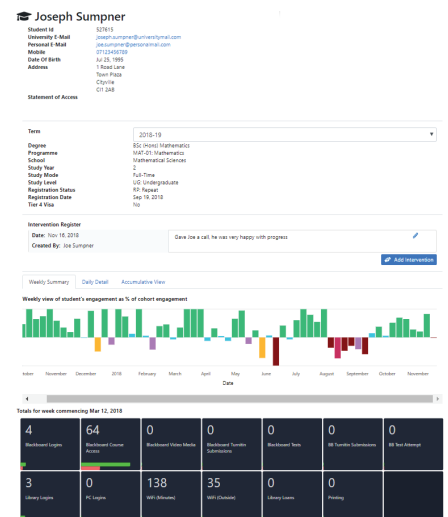 Joseph Sumpner
Student Id 527615
University E-Mail joseph.sumpner@universitymail.com
Personal E-Mail joe.sumpner@personalmail.com
Mobile 07123456789
Date Of Birth Jul 25, 1995
Address 1 Road Lane
Town Plaza
Cityville
CI1 2AB
Statement of Access
Term 2018-19
Degree BSc (Hons) Mathematics
Programme MAT-01: Mathematics
School Mathematical Sciences
Study Year 2
Study Mode Full-Time
Study Level UG: Undergraduate
Registration Status RP: Repeat
Registration Date Sep 19, 2018
Tier 4 Visa No
Intervention Register
Date: Nov 16, 2018 Gave Joe a call, he was very happy with progress
Created By: Joe Sumpner
Add Intervention
Weekly Summary Daily Detail Accumulative View
Weekly view of student's engagement as % of cohort engagement
tober November December 2018 February March April May June July August September October November
Date
Totals for week commencing Mar 12, 2018
4 64 0 0 0 0 0
Blackboard Logins Blackboard Course Access Blackboard Video Media Blackboard Turnitin Submissions Blackboard Tests BB Turnitin Submissions BB Test Attempt
3 0 138 35 0 0
Library Logins PC Logins WiFi (Minutes) WiFi (Outside) Library Loans Printing